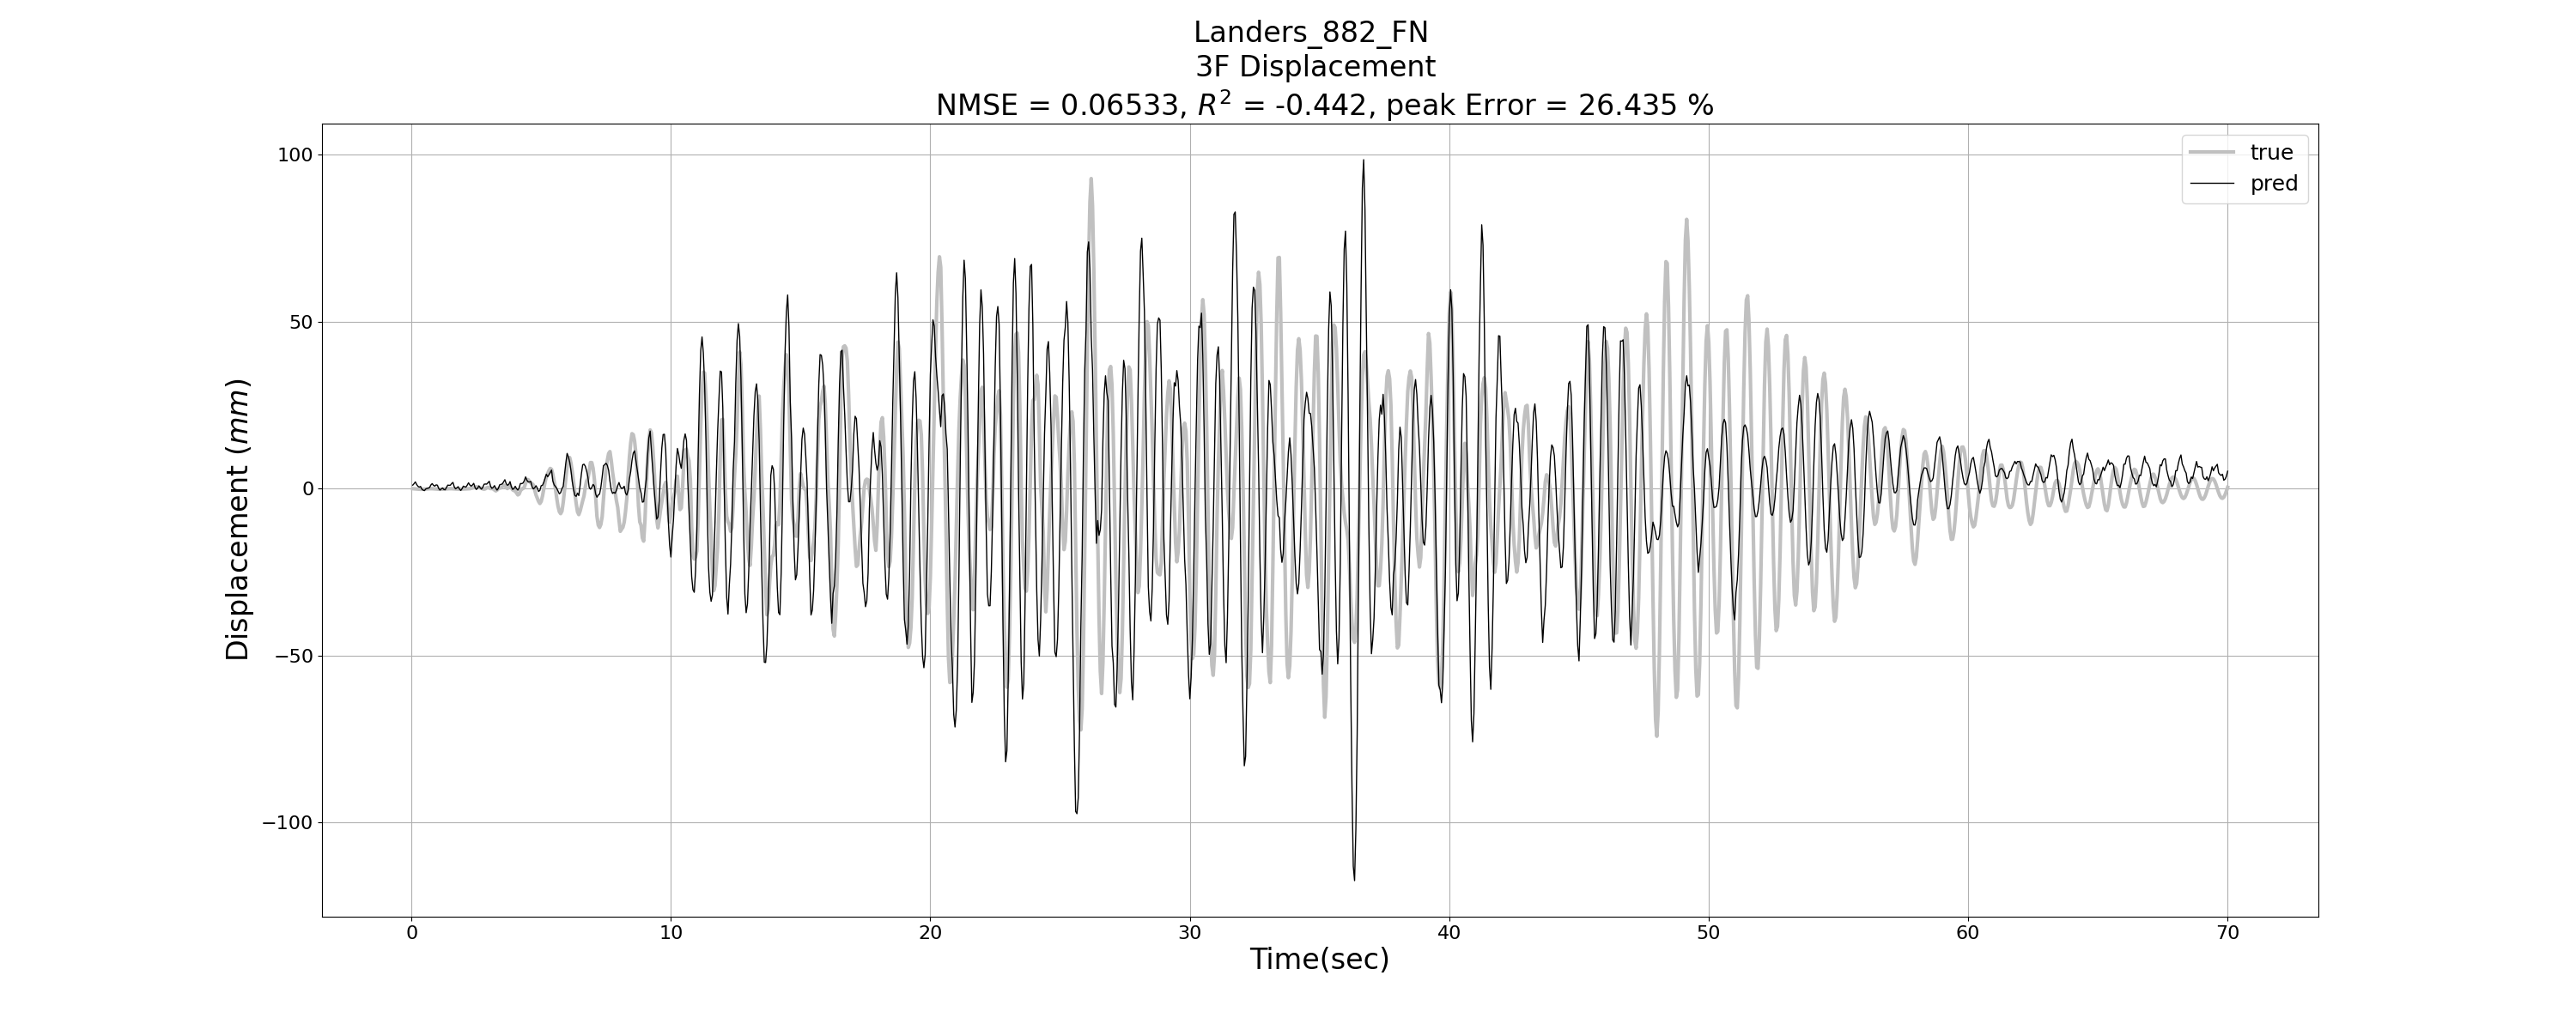 Landers_882_FN
3F Displacement
NMSE = 0.06533, R² = -0.442, peak Error = 26.435 %
true
pred
Displacement (mm)
100
50
0
−50
−100
0 10 20 30 40 50 60 70
Time(sec)